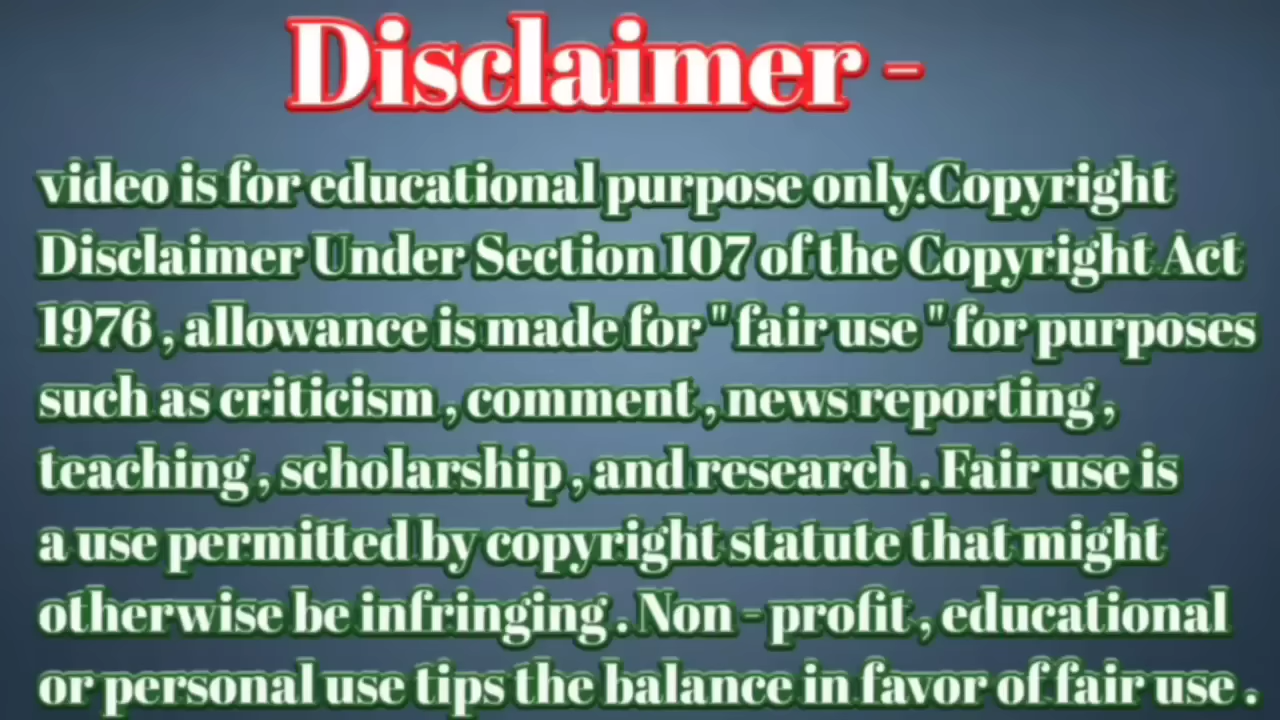 Disclaimer -
video is for educational purpose only.Copyright
Disclaimer Under Section 107 of the Copyright Act
1976 , allowance is made for " fair use " for purposes
such as criticism , comment , news reporting ,
teaching , scholarship , and research . Fair use is
a use permitted by copyright statute that might
otherwise be infringing . Non - profit , educational
or personal use tips the balance in favor of fair use .